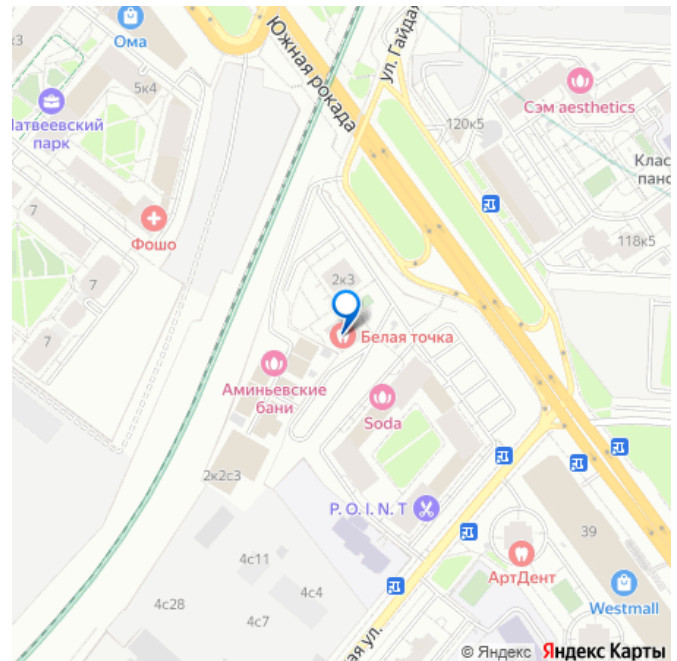 Ома
Южная рокада
ул. Гайда
к3
5к4
Сэм aesthetics
Матвеевский
парк
120к5
Клас
пано
7
Фошо
118к5
7
2к3
7
Белая точка
Аминьевские
бани
Soda
2к2с3
P. O. I. N. T
39
4с11
АртДент
4с4
4с28
Westmall
4с7
ая ул.
© Яндекс Яндекс Карты